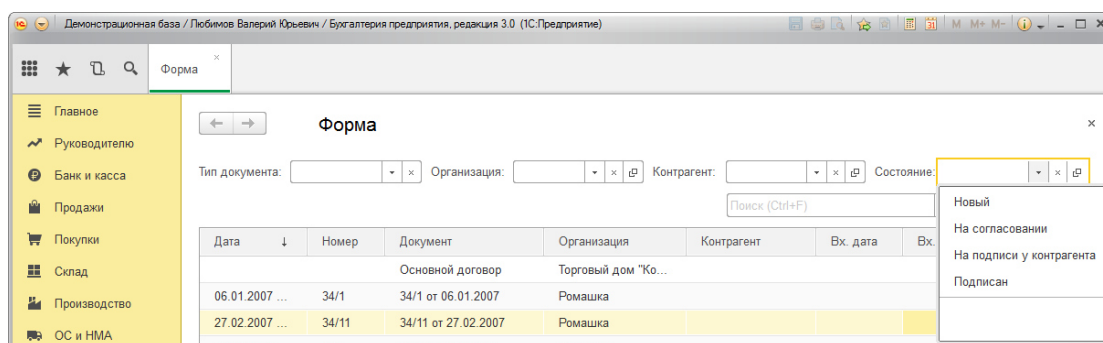 Демонстрационная база / Любимов Валерий Юрьевич / Бухгалтерия предприятия, редакция 3.0 (1С:Предприятие)
M M+ M-
Форма
Главное
Руководителю
Банк и касса
Продажи
Покупки
Склад
Производство
ОС и НМА
Форма
Тип документа: Организация: Контрагент: Состояние:
Поиск (Ctrl+F)
Новый
На согласовании
На подписи у контрагента
Подписан
Дата ↓ Номер Документ Организация Контрагент Вх. дата Вх.
Основной договор Торговый дом "Ко...
06.01.2007 ... 34/1 34/1 от 06.01.2007 Ромашка
27.02.2007 ... 34/11 34/11 от 27.02.2007 Ромашка